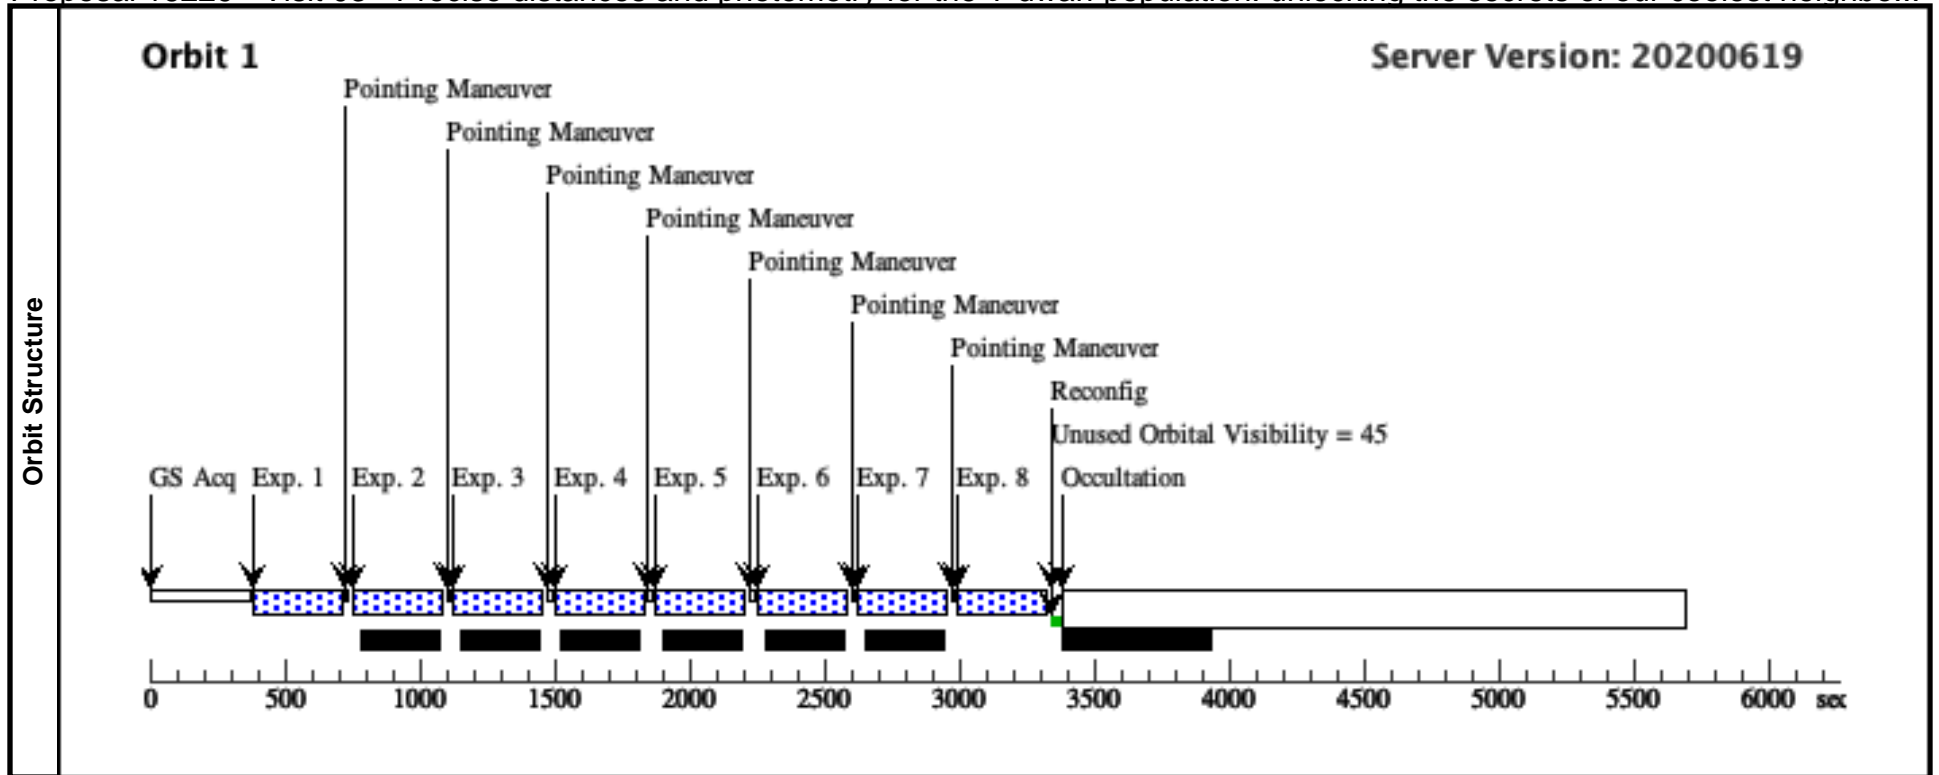 Orbit 1
Server Version: 20200619
Pointing Maneuver
Pointing Maneuver
Pointing Maneuver
Pointing Maneuver
Pointing Maneuver
Pointing Maneuver
Pointing Maneuver
Reconfig
Unused Orbital Visibility = 45
GS Acq Exp. 1 Exp. 2 Exp. 3 Exp. 4 Exp. 5 Exp. 6 Exp. 7 Exp. 8 Occultation
Orbit Structure
0 500 1000 1500 2000 2500 3000 3500 4000 4500 5000 5500 6000 sec